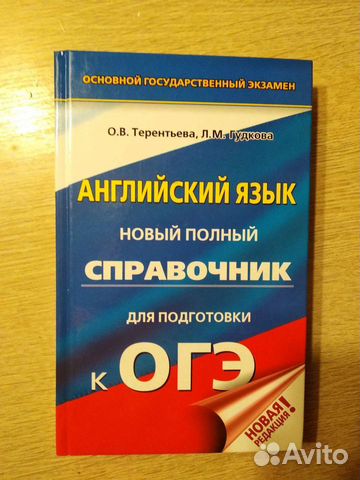 ОСНОВНОЙ ГОСУДАРСТВЕННЫЙ ЭКЗАМЕН
О.В. Терентьева, Л.М. Гудкова
АНГЛИЙСКИЙ ЯЗЫК
НОВЫЙ ПОЛНЫЙ
СПРАВОЧНИК
ДЛЯ ПОДГОТОВКИ
К ОГЭ
НОВАЯ!
РЕДАКЦИЯ
Avito